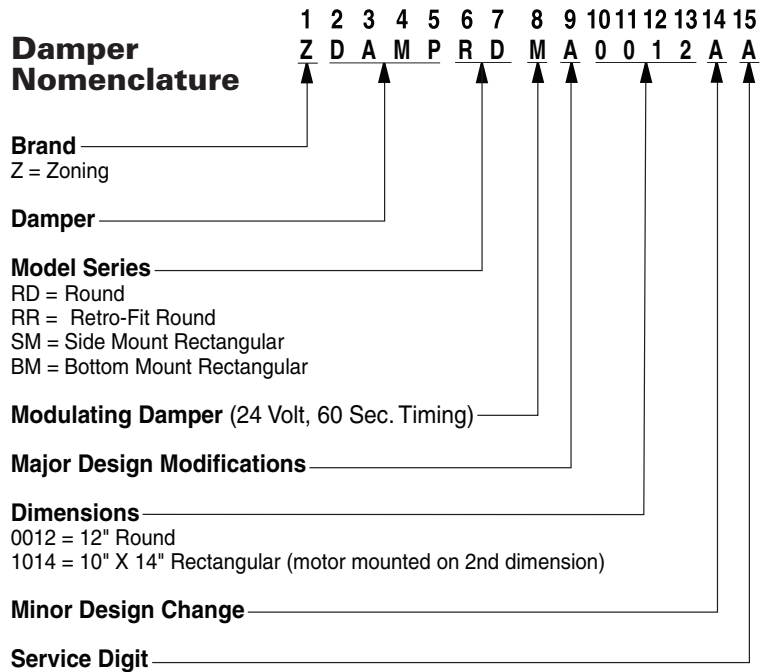 1 2 3 4 5 6 7 8 9 10 11 12 13 14 15
Damper Z D A M P R D M A 0 0 1 2 A A
Nomenclature
Brand
Z = Zoning
Damper
Model Series
RD = Round
RR = Retro-Fit Round
SM = Side Mount Rectangular
BM = Bottom Mount Rectangular
Modulating Damper (24 Volt, 60 Sec. Timing)
Major Design Modifications
Dimensions
0012 = 12" Round
1014 = 10" X 14" Rectangular (motor mounted on 2nd dimension)
Minor Design Change
Service Digit